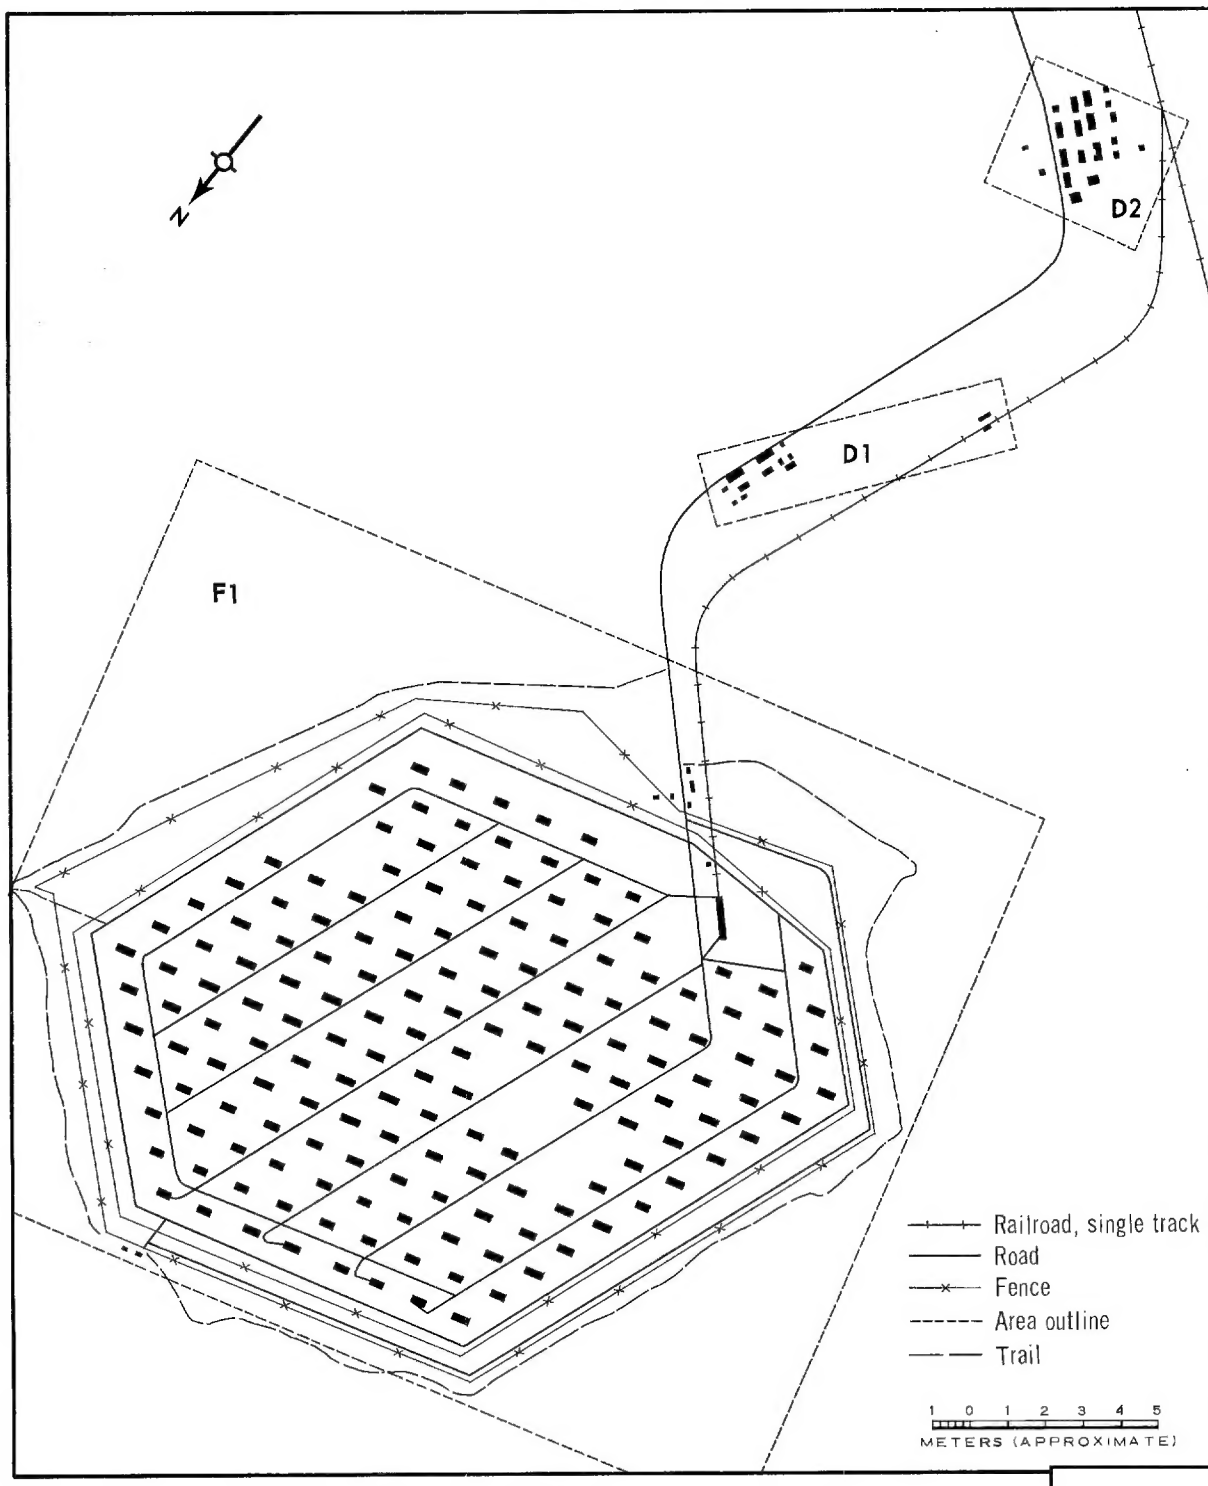 N
D2
D1
F1
Railroad, single track
Road
Fence
Area outline
Trail
1 0 1 2 3 4 5
METERS (APPROXIMATE)